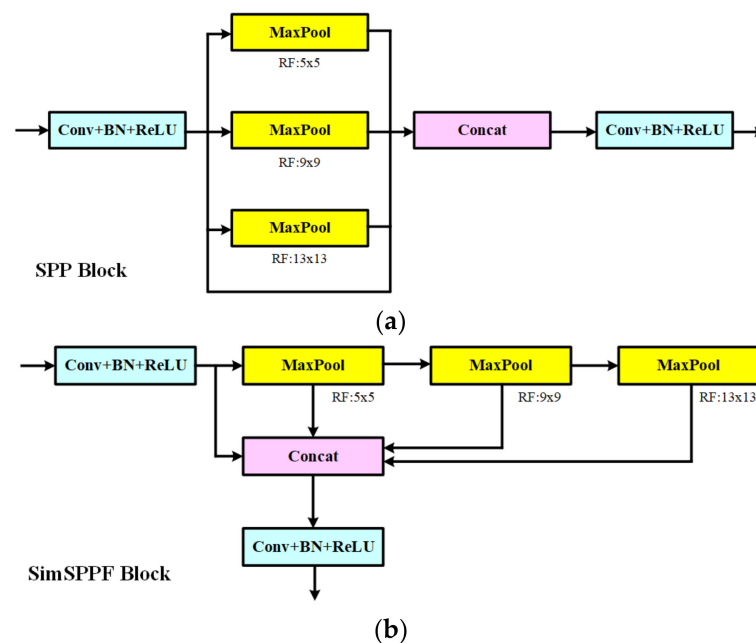 MaxPool
RF:5x5
Conv+BN+ReLU
MaxPool
Concat
Conv+BN+ReLU
RF:9x9
MaxPool
RF:13x13
SPP Block
(a)
Conv+BN+ReLU
MaxPool
MaxPool
MaxPool
RF:5x5
RF:9x9
RF:13x13
Concat
Conv+BN+ReLU
SimSPPF Block
(b)